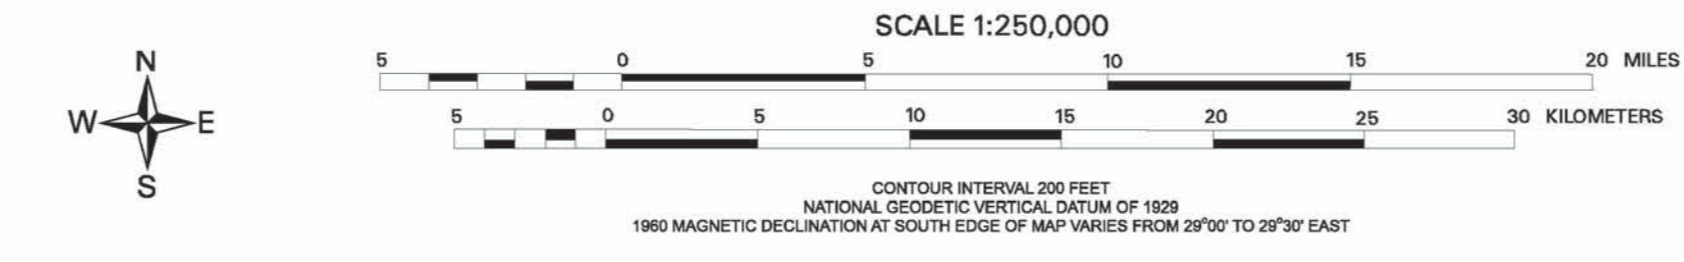 SCALE 1:250,000
N
5 0 5 10 15 20 MILES
W E
5 0 5 10 15 20 25 30 KILOMETERS
S
CONTOUR INTERVAL 200 FEET
NATIONAL GEODETIC VERTICAL DATUM OF 1929
1960 MAGNETIC DECLINATION AT SOUTH EDGE OF MAP VARIES FROM 29°00' TO 29°30' EAST